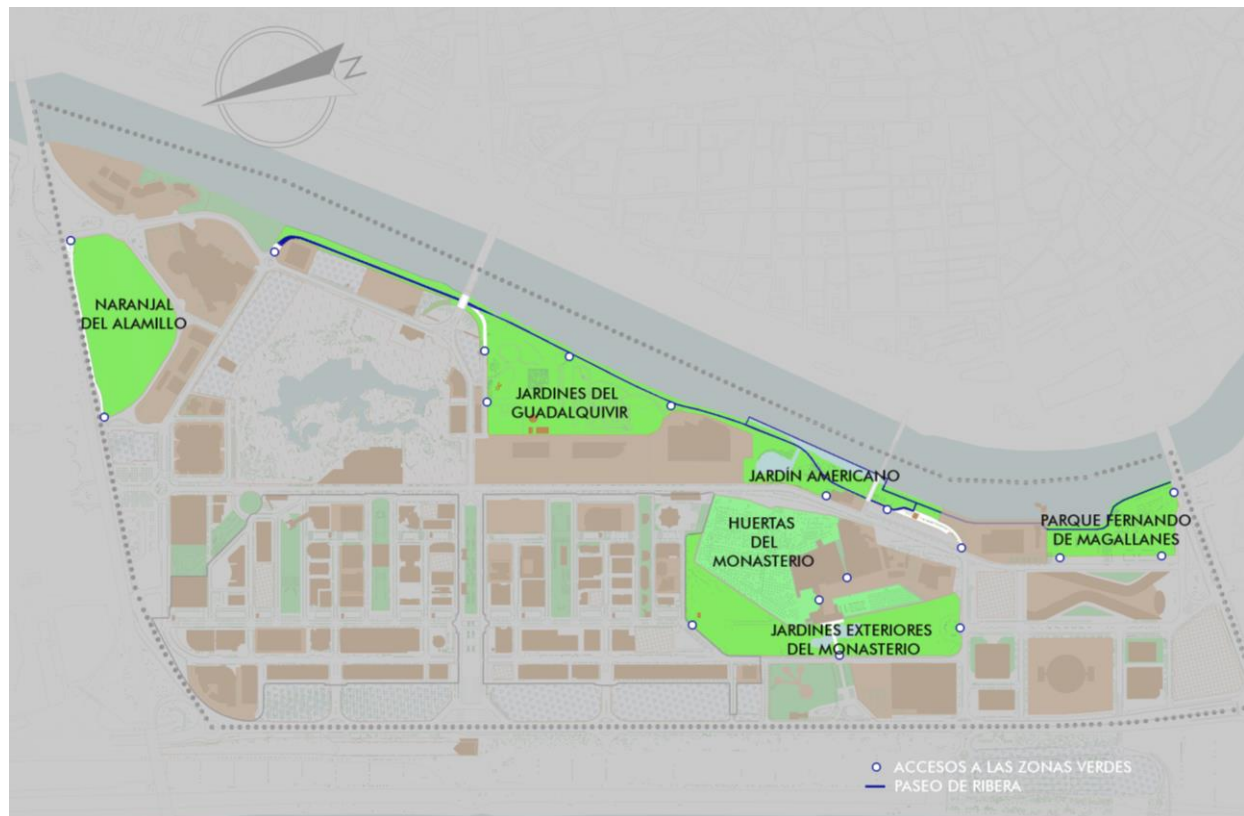 N
NARANJAL
DEL ALAMILLO
JARDINES DEL
GUADALQUIVIR
JARDÍN AMERICANO
HUERTAS
DEL
MONASTERIO
PARQUE FERNANDO
DE MAGALLANES
JARDINES EXTERIORES
DEL MONASTERIO
ACCESOS A LAS ZONAS VERDES
PASEO DE RIBERA